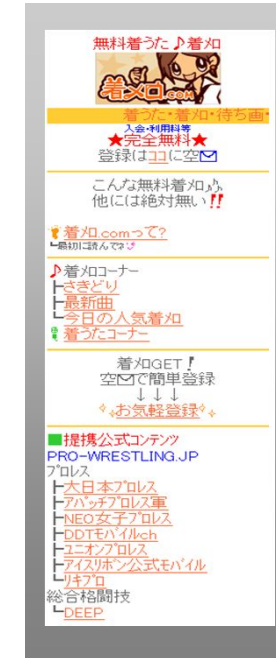 無料着うた♪着ﾒﾛ
着メロ.com
着うた・着ﾒﾛ・待ち画・
入会・利用料等
★完全無料★
登録はココに空✉
こんな無料着ﾒﾛ♪
他には絶対無い!!
着ﾒﾛ.comって?
┗最初に読んでﾈ
♪着ﾒﾛｺｰﾅｰ
┣さきどり
┣最新曲
┗今日の人気着ﾒﾛ
着うたｺｰﾅｰ
着ﾒﾛGET!
空✉で簡単登録
↓↓↓
お気軽登録
■提携公式ｺﾝﾃﾝﾂ
PRO-WRESTLING.JP
ﾌﾟﾛﾚｽ
┣大日本ﾌﾟﾛﾚｽ
┣ｱﾊﾟｯﾁﾌﾟﾛﾚｽ軍
┣NEO女子ﾌﾟﾛﾚｽ
┣DDTﾓﾊﾞｲﾙch
┣ﾕﾆｵﾝﾌﾟﾛﾚｽ
┣ｱｲｽﾘﾎﾞﾝ公式ﾓﾊﾞｲﾙ
┗ﾘｷﾌﾟﾛ
総合格闘技
┗DEEP